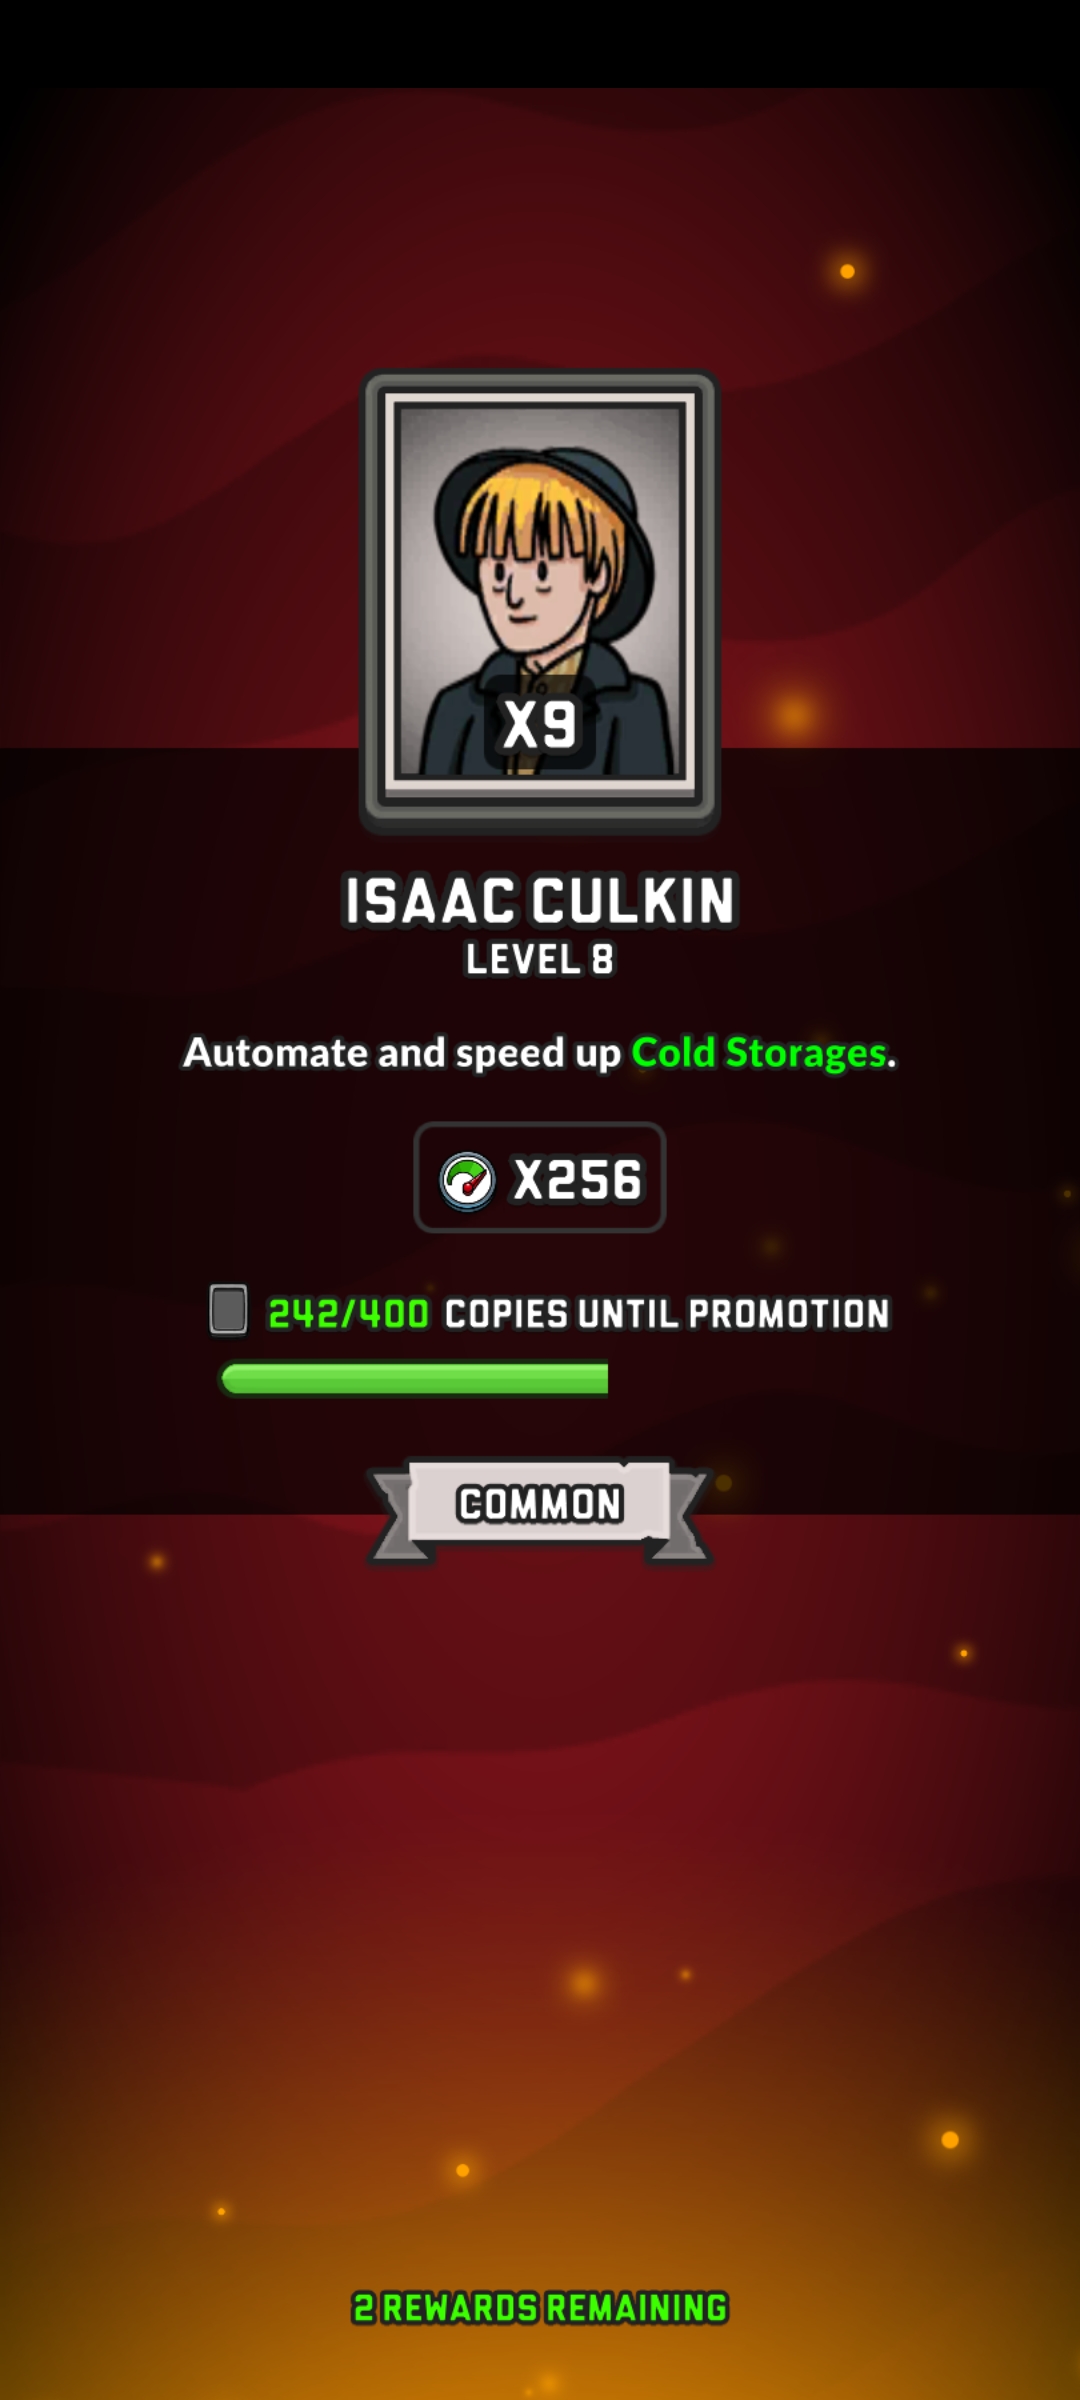 X9
ISAAC CULKIN
LEVEL 8
Automate and speed up Cold Storages.
X256
242/400 COPIES UNTIL PROMOTION
COMMON
2 REWARDS REMAINING